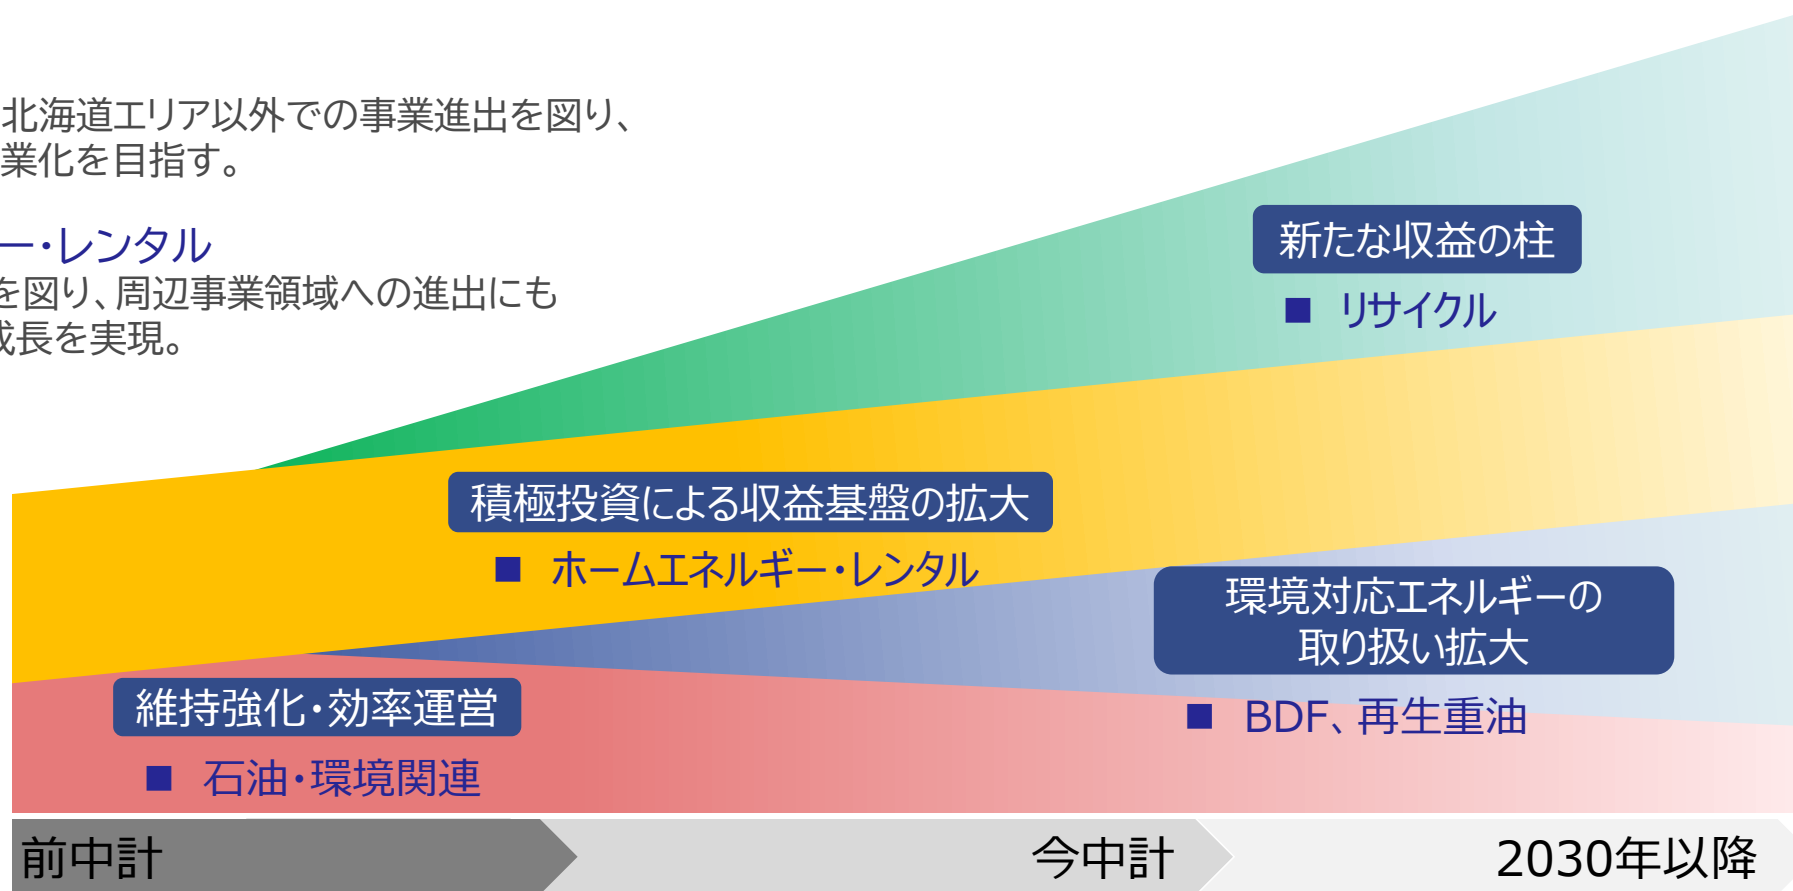 北海道エリア以外での事業進出を図り、
業化を目指す。
ー・レンタル
を図り、周辺事業領域への進出にも
成長を実現。
新たな収益の柱
■ リサイクル
積極投資による収益基盤の拡大
■ ホームエネルギー・レンタル
環境対応エネルギーの
取り扱い拡大
■ BDF、再生重油
維持強化・効率運営
■ 石油・環境関連
前中計
今中計
2030年以降